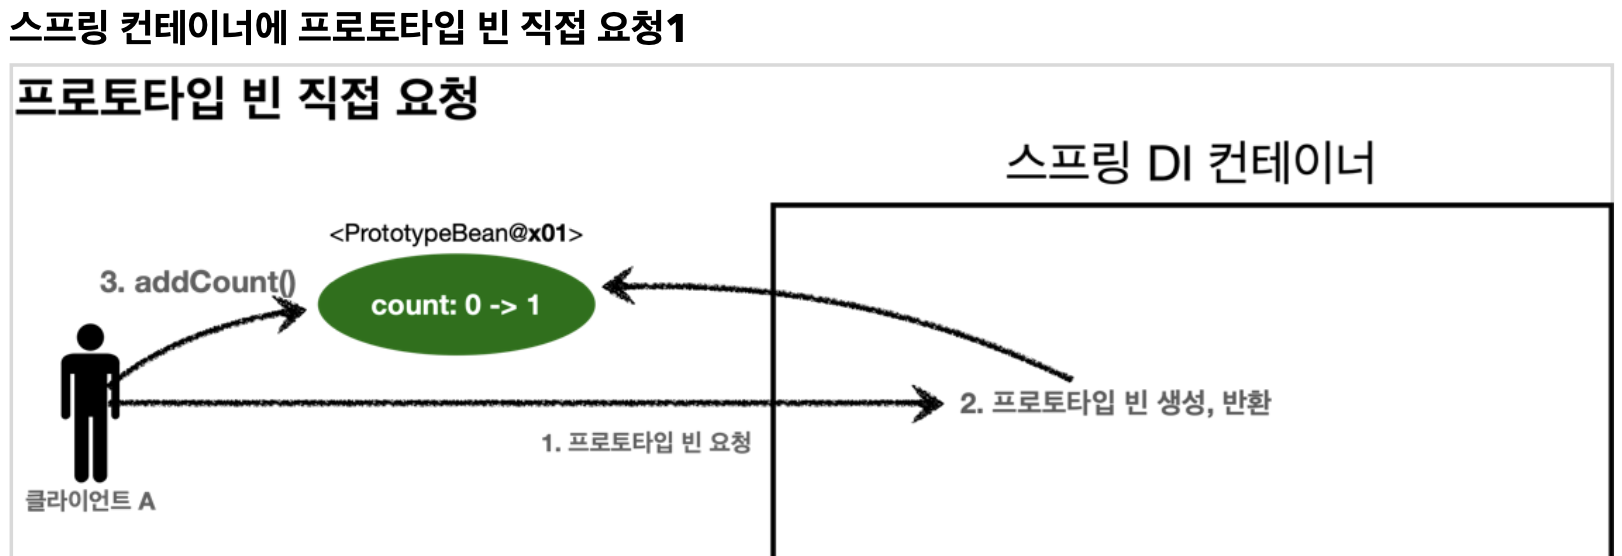 스프링 컨테이너에 프로토타입 빈 직접 요청1
프로토타입 빈 직접 요청
스프링 DI 컨테이너
<PrototypeBean@x01>
3. addCount()
count: 0 -> 1
2. 프로토타입 빈 생성, 반환
1. 프로토타입 빈 요청
클라이언트 A